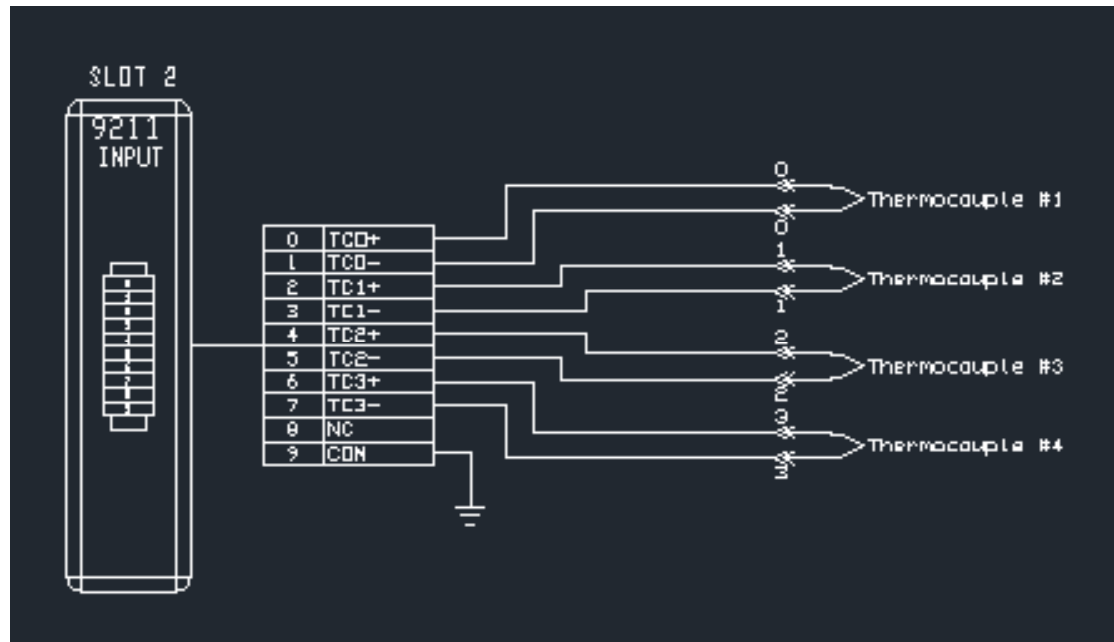 SLOT 2
9211
INPUT
0 TC0+
1 TC0-
2 TC1+
3 TC1-
4 TC2+
5 TC2-
6 TC3+
7 TC3-
8 NC
9 CON
0
Thermocouple #1
0
1
Thermocouple #2
1
2
Thermocouple #3
2
3
Thermocouple #4
3